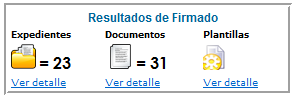 Resultados de Firmado
Expedientes Documentos Plantillas
= 23 = 31
Ver detalle Ver detalle Ver detalle